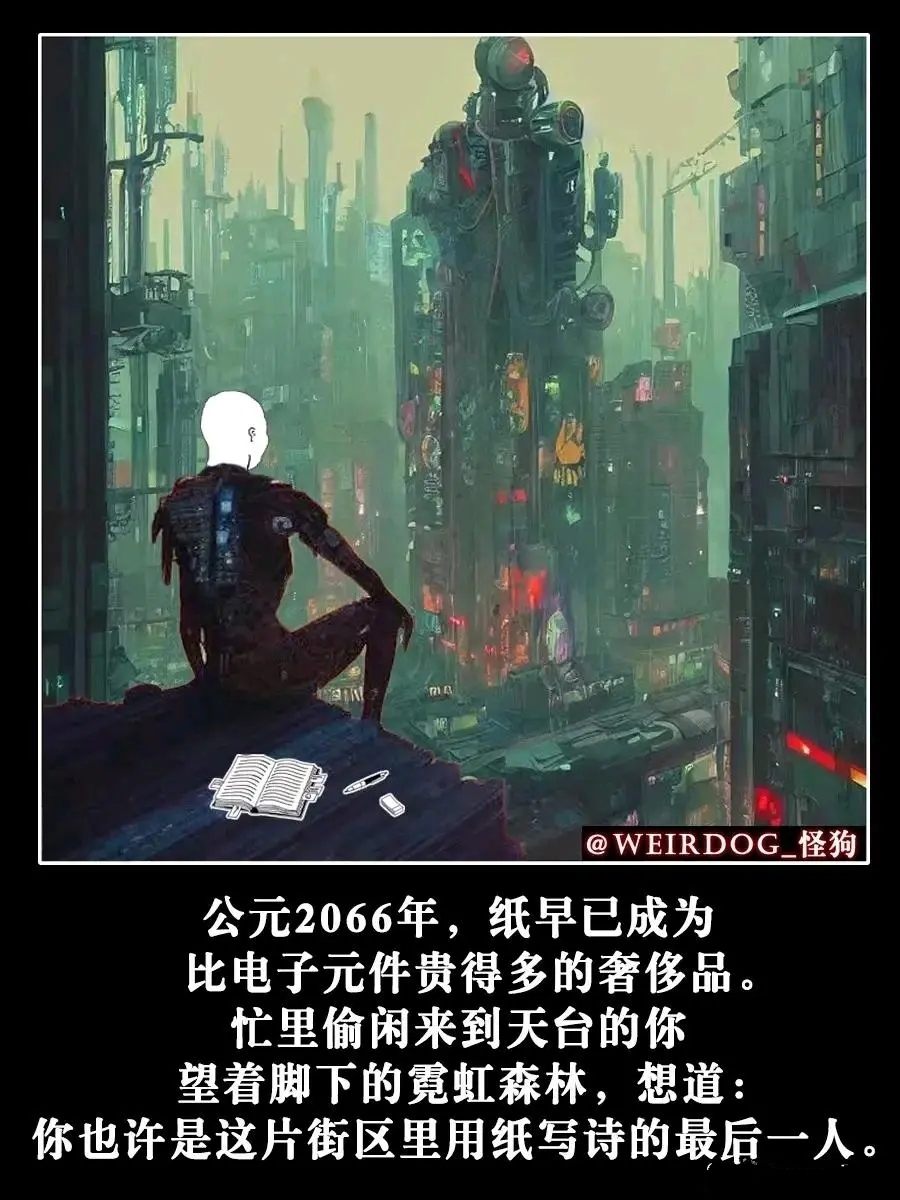 @WEIRDOG_怪狗
公元2066年，纸早已成为
比电子元件贵得多的奢侈品。
忙里偷闲来到天台的你
望着脚下的霓虹森林，想道：
你也许是这片街区里用纸写诗的最后一人。